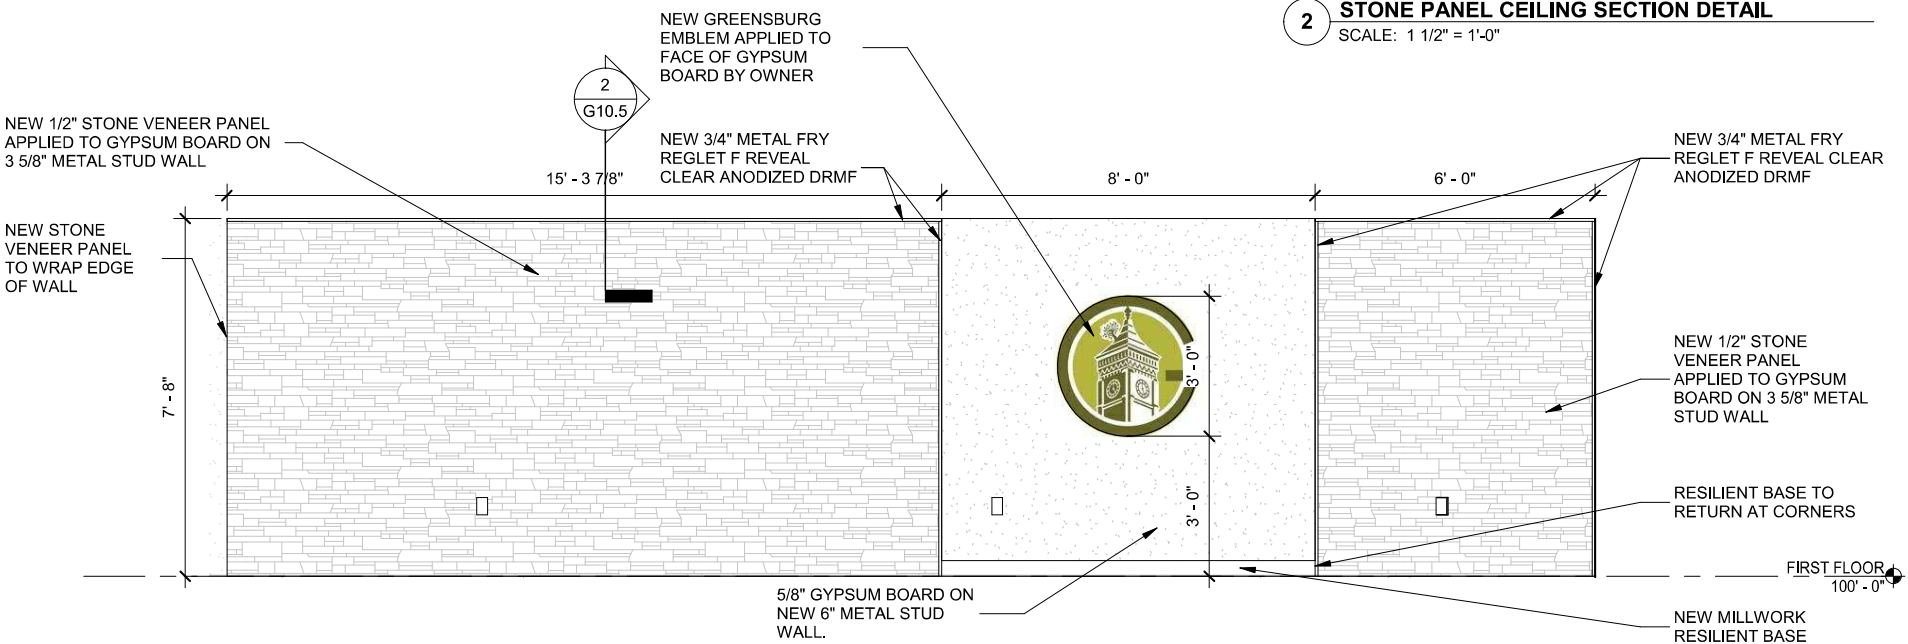 2
STONE PANEL CEILING SECTION DETAIL
SCALE: 1 1/2" = 1'-0"
NEW GREENSBURG
EMBLEM APPLIED TO
FACE OF GYPSUM
BOARD BY OWNER
2
G10.5
NEW 1/2" STONE VENEER PANEL
APPLIED TO GYPSUM BOARD ON
3 5/8" METAL STUD WALL
NEW 3/4" METAL FRY
REGLET F REVEAL
CLEAR ANODIZED DRMF
NEW 3/4" METAL FRY
REGLET F REVEAL CLEAR
ANODIZED DRMF
15' - 3 7/8"
8' - 0"
6' - 0"
NEW STONE
VENEER PANEL
TO WRAP EDGE
OF WALL
7' - 8"
3' - 0"
3' - 0"
NEW 1/2" STONE
VENEER PANEL
APPLIED TO GYPSUM
BOARD ON 3 5/8" METAL
STUD WALL
RESILIENT BASE TO
RETURN AT CORNERS
FIRST FLOOR
100' - 0"
5/8" GYPSUM BOARD ON
NEW 6" METAL STUD
WALL.
NEW MILLWORK
RESILIENT BASE